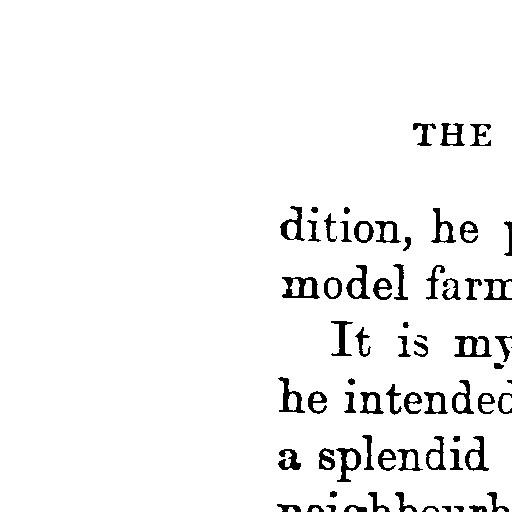 THE
dition, he
model farm
It is my
he intended
a splendid